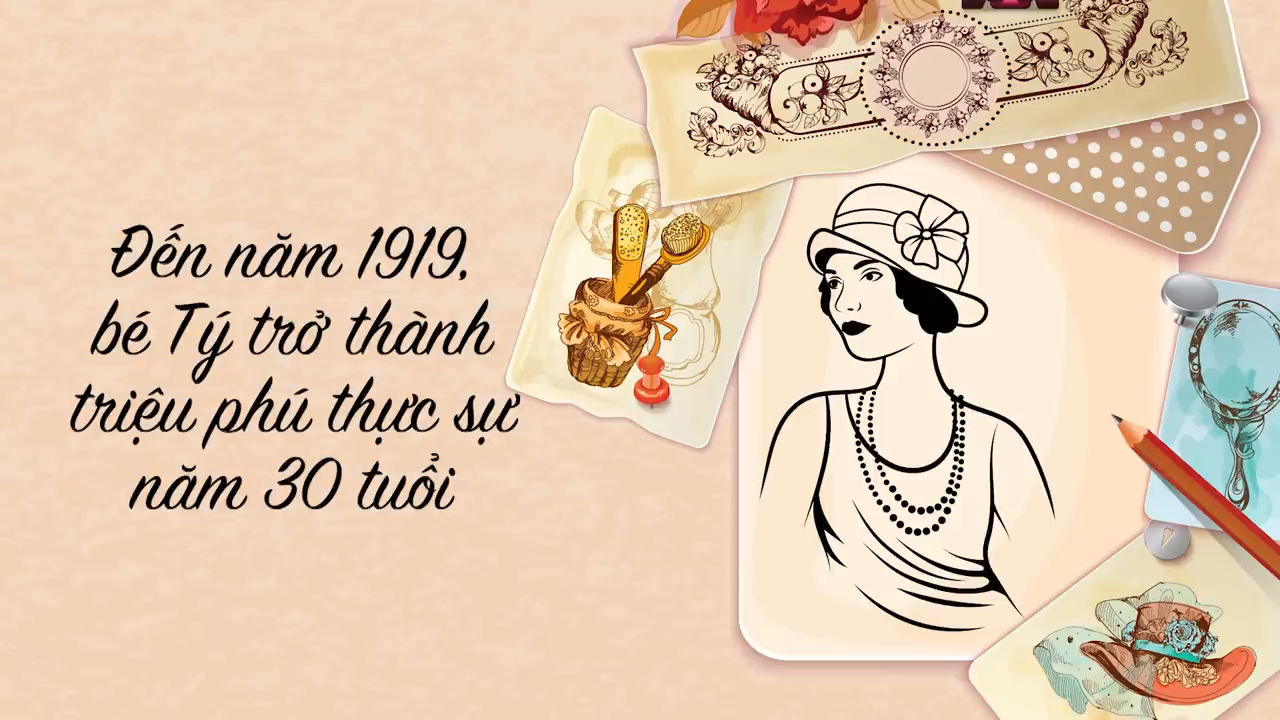 Đến năm 1919,
bé Tý trở thành
triệu phú thực sự
năm 30 tuổi